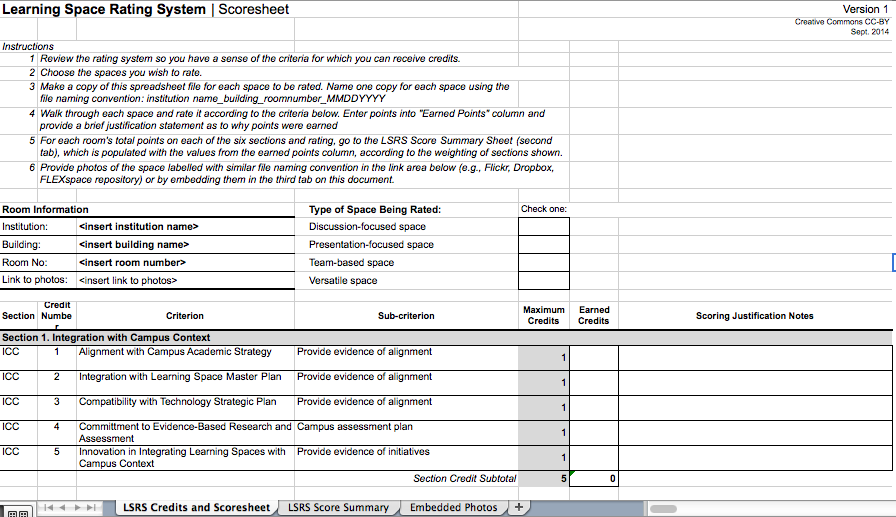 Learning Space Rating System | Scoresheet Version 1
Creative Commons CC-BY
Sept. 2014
Instructions
1 Review the rating system so you have a sense of the criteria for which you can receive credits.
2 Choose the spaces you wish to rate.
3 Make a copy of this spreadsheet file for each space to be rated. Name one copy for each space using the
file naming convention: institution name_building_roomnumber_MMDDYYYY
4 Walk through each space and rate it according to the criteria below. Enter points into "Earned Points" column and
provide a brief justification statement as to why points were earned
5 For each room's total points on each of the six sections and rating, go to the LSRS Score Summary Sheet (second
tab), which is populated with the values from the earned points column, according to the weighting of sections shown.
6 Provide photos of the space labelled with similar file naming convention in the link area below (e.g., Flickr, Dropbox,
FLEXspace repository) or by embedding them in the third tab on this document.
Room Information Type of Space Being Rated: Check one:
Institution: <insert institution name> Discussion-focused space
Building: <insert building name> Presentation-focused space
Room No: <insert room number> Team-based space
Link to photos: <insert link to photos> Versatile space
Section Credit Numbe r Criterion Sub-criterion Maximum Credits Earned Credits Scoring Justification Notes
Section 1. Integration with Campus Context
ICC 1 Alignment with Campus Academic Strategy Provide evidence of alignment 1
ICC 2 Integration with Learning Space Master Plan Provide evidence of alignment 1
ICC 3 Compatibility with Technology Strategic Plan Provide evidence of alignment 1
ICC 4 Committment to Evidence-Based Research and Campus assessment plan 1
Assessment
ICC 5 Innovation in Integrating Learning Spaces with Provide evidence of initiatives 1
Campus Context
Section Credit Subtotal 5 0
LSRS Credits and Scoresheet LSRS Score Summary Embedded Photos +